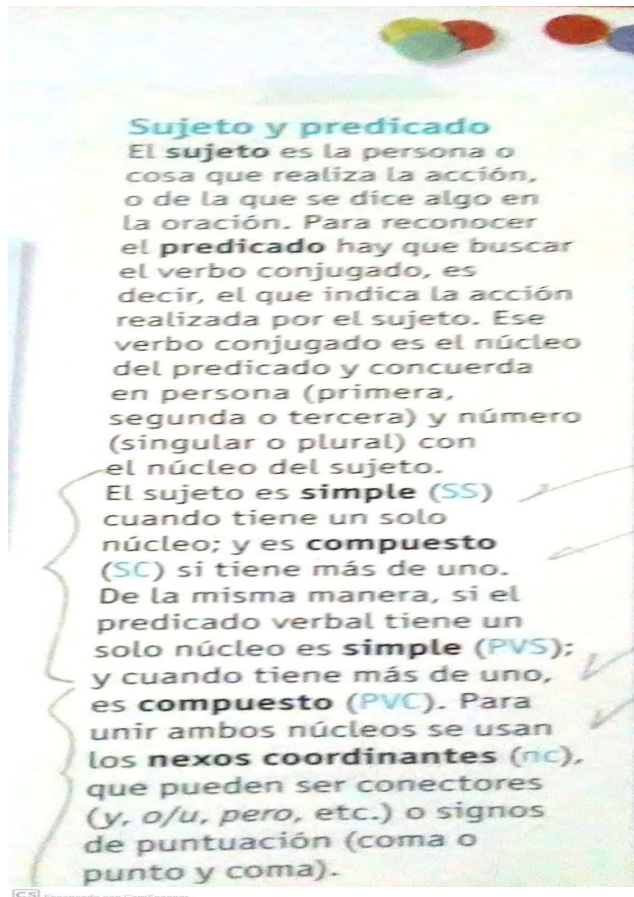 Sujeto y predicado
El sujeto es la persona o
cosa que realiza la acción,
o de la que se dice algo en
la oración. Para reconocer
el predicado hay que buscar
el verbo conjugado, es
decir, el que indica la acción
realizada por el sujeto. Ese
verbo conjugado es el núcleo
del predicado y concuerda
en persona (primera,
segunda o tercera) y número
(singular o plural) con
el núcleo del sujeto.
El sujeto es simple (SS)
cuando tiene un solo
núcleo; y es compuesto
(SC) si tiene más de uno.
De la misma manera, si el
predicado verbal tiene un
solo núcleo es simple (PVS);
y cuando tiene más de uno,
es compuesto (PVC). Para
unir ambos núcleos se usan
los nexos coordinantes (nc),
que pueden ser conectores
(y, o/u, pero, etc.) o signos
de puntuación (coma o
punto y coma).
CS